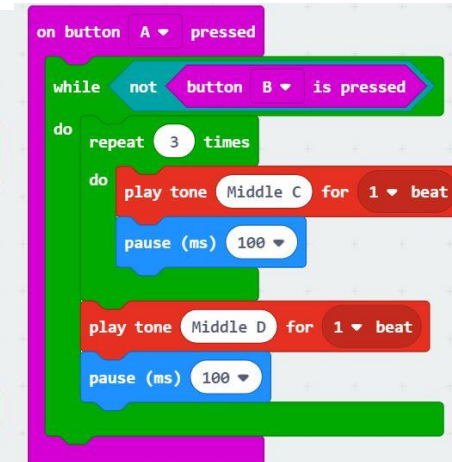 on button A pressed
while not button B is pressed
do
repeat 3 times
do
play tone Middle C for 1 beat
pause (ms) 100
play tone Middle D for 1 beat
pause (ms) 100